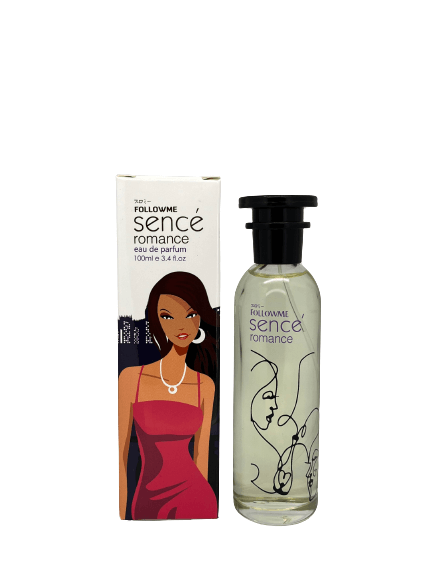 FOLLOWME
sencé
romance
eau de parfum
100ml e 3.4 fl.oz
FOLLOWME
sencé
romance